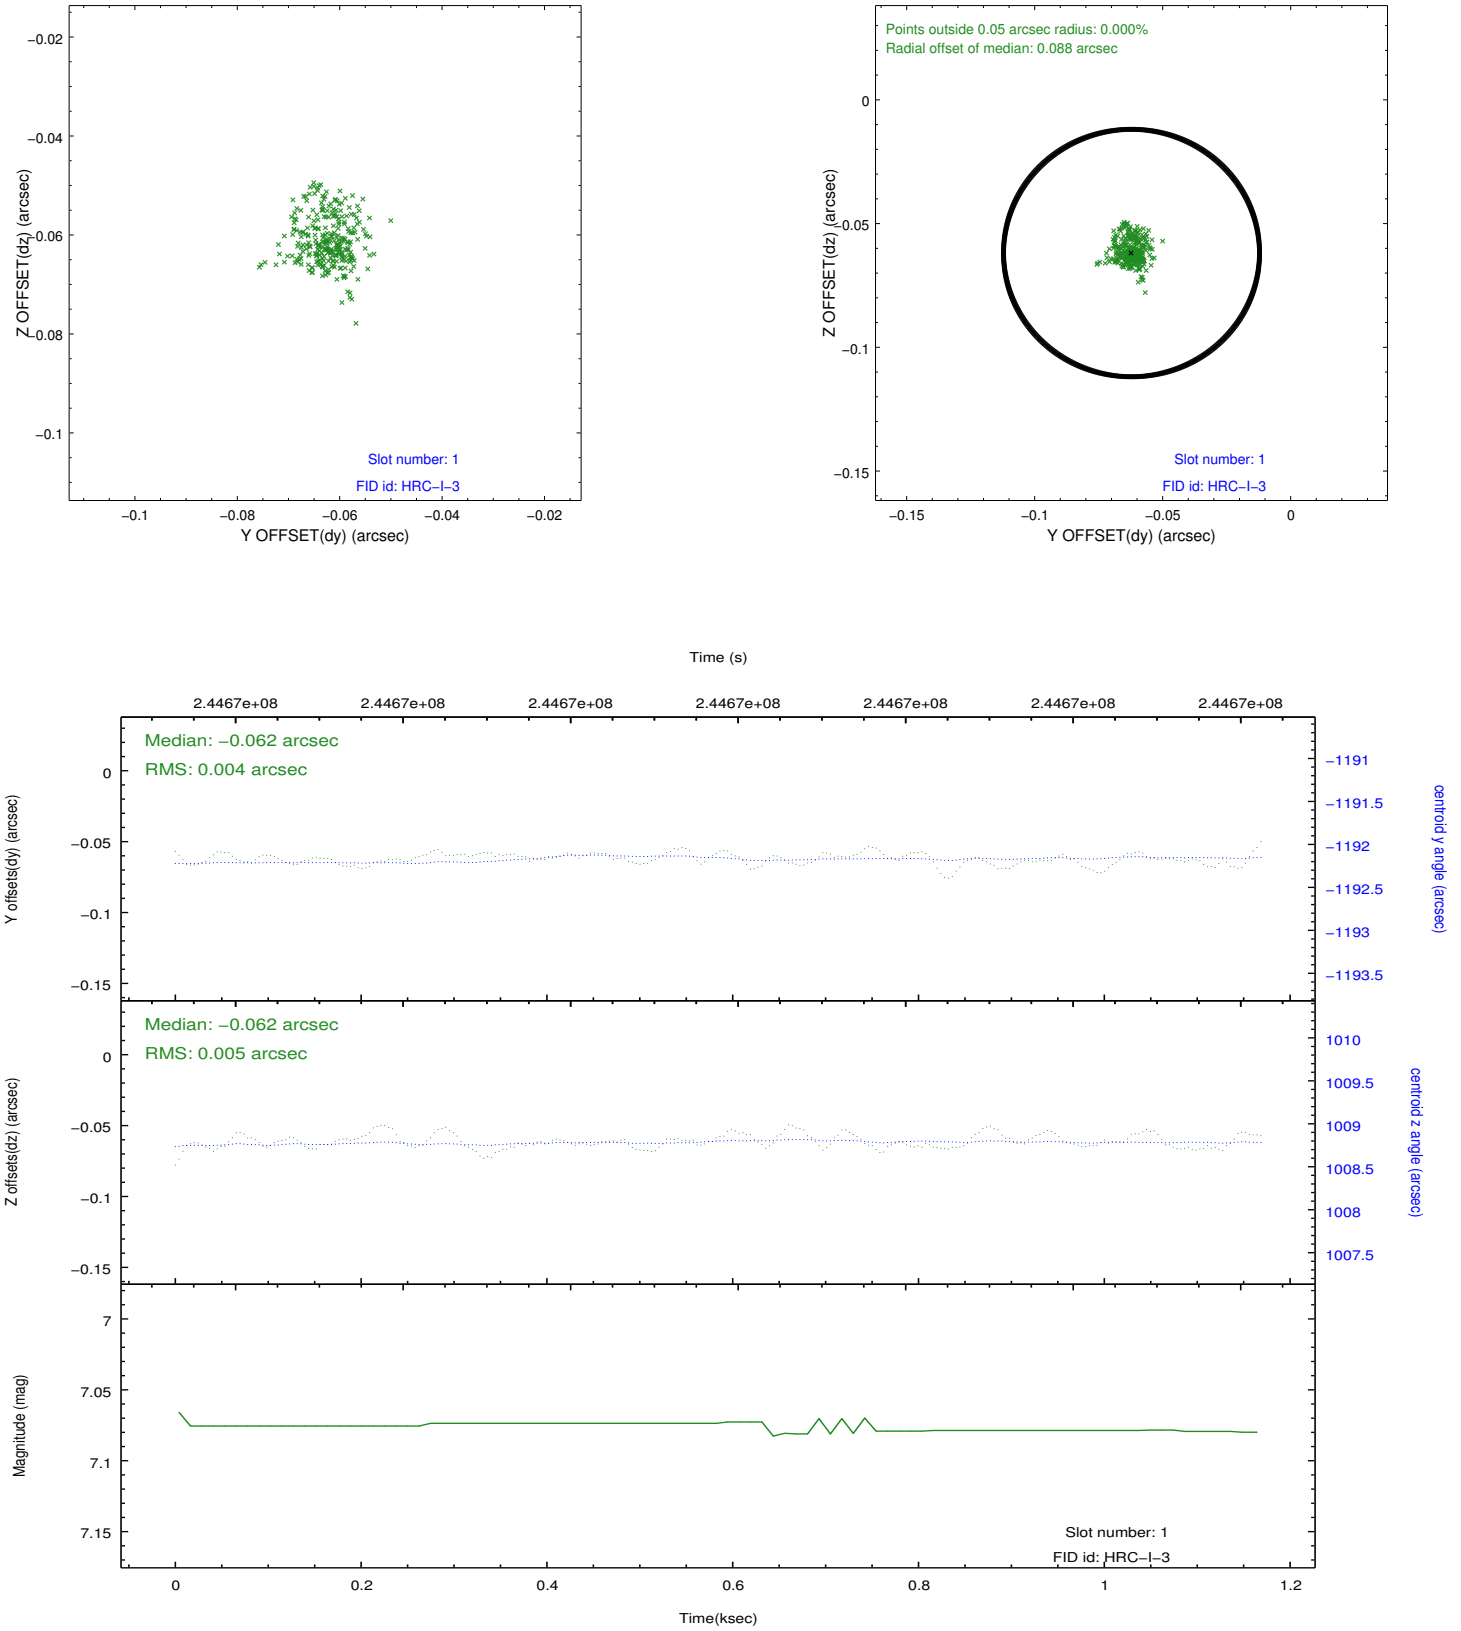 −0.02
−0.04
−0.06
−0.08
−0.1
Z OFFSET(dz) (arcsec)
Slot number: 1
FID id: HRC−I−3
−0.1
−0.08
−0.06
−0.04
−0.02
Y OFFSET(dy) (arcsec)
Points outside 0.05 arcsec radius: 0.000%
Radial offset of median: 0.088 arcsec
0
−0.05
−0.1
−0.15
Z OFFSET(dz) (arcsec)
Slot number: 1
FID id: HRC−I−3
−0.15
−0.1
−0.05
0
Y OFFSET(dy) (arcsec)
Time (s)
2.4467e+08
2.4467e+08
2.4467e+08
2.4467e+08
2.4467e+08
2.4467e+08
2.4467e+08
Median: −0.062 arcsec
RMS: 0.004 arcsec
0
−0.05
−0.1
−0.15
Y offsets(dy) (arcsec)
−1191
−1191.5
−1192
−1192.5
−1193
−1193.5
centroid y angle (arcsec)
Median: −0.062 arcsec
RMS: 0.005 arcsec
0
−0.05
−0.1
−0.15
Z offsets(dz) (arcsec)
1010
1009.5
1009
1008.5
1008
1007.5
centroid z angle (arcsec)
7
7.05
7.1
7.15
Magnitude (mag)
Slot number: 1
FID id: HRC−I−3
0
0.2
0.4
0.6
0.8
1
1.2
Time(ksec)